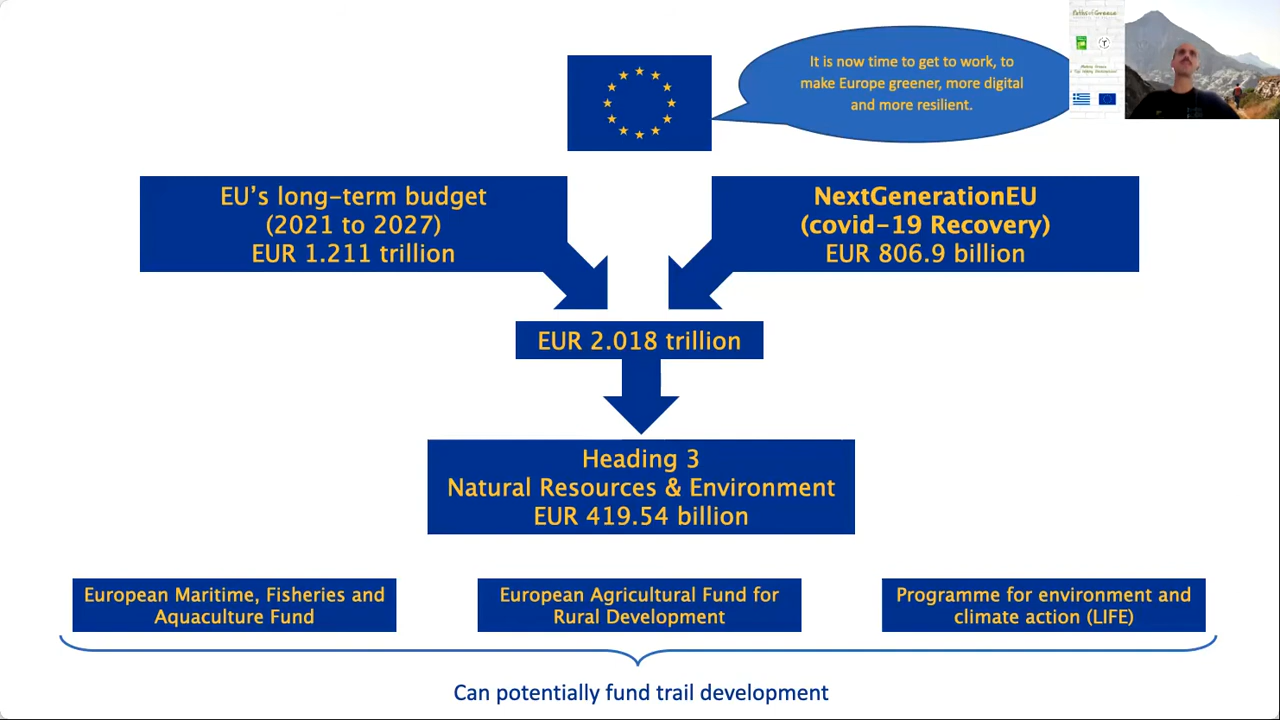 It is now time to get to work, to
make Europe greener, more digital
and more resilient.
EU's long-term budget
(2021 to 2027)
EUR 1.211 trillion
NextGenerationEU
(covid-19 Recovery)
EUR 806.9 billion
EUR 2.018 trillion
Heading 3
Natural Resources & Environment
EUR 419.54 billion
European Maritime, Fisheries and
Aquaculture Fund
European Agricultural Fund for
Rural Development
Programme for environment and
climate action (LIFE)
Can potentially fund trail development
Paths of Greece